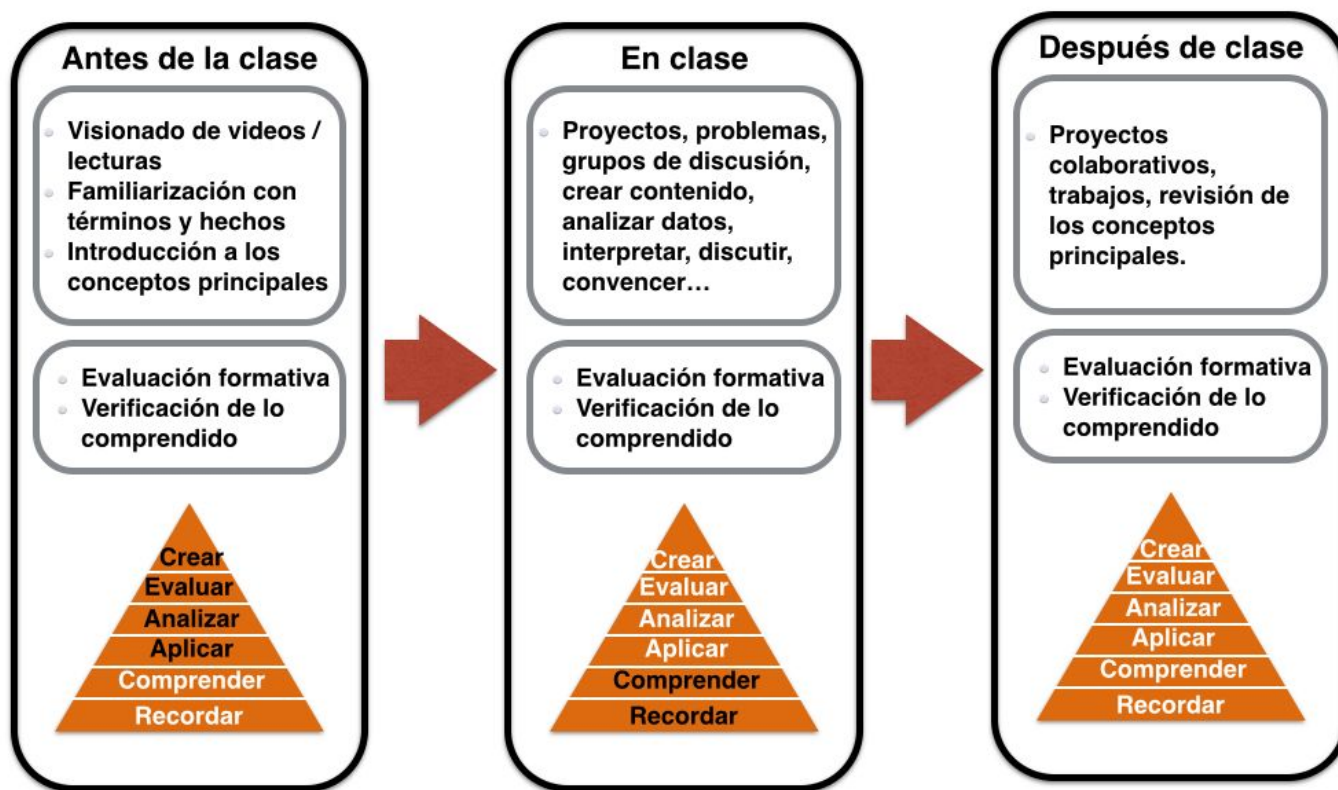 Antes de la clase
Visionado de videos /
lecturas
Familiarización con
términos y hechos
Introducción a los
conceptos principales
Evaluación formativa
Verificación de lo
comprendido
Crear
Evaluar
Analizar
Aplicar
Comprender
Recordar
En clase
Proyectos, problemas,
grupos de discusión,
crear contenido,
analizar datos,
interpretar, discutir,
convencer…
Evaluación formativa
Verificación de lo
comprendido
Crear
Evaluar
Analizar
Aplicar
Comprender
Recordar
Después de clase
Proyectos
colaborativos,
trabajos, revisión de
los conceptos
principales.
Evaluación formativa
Verificación de lo
comprendido
Crear
Evaluar
Analizar
Aplicar
Comprender
Recordar